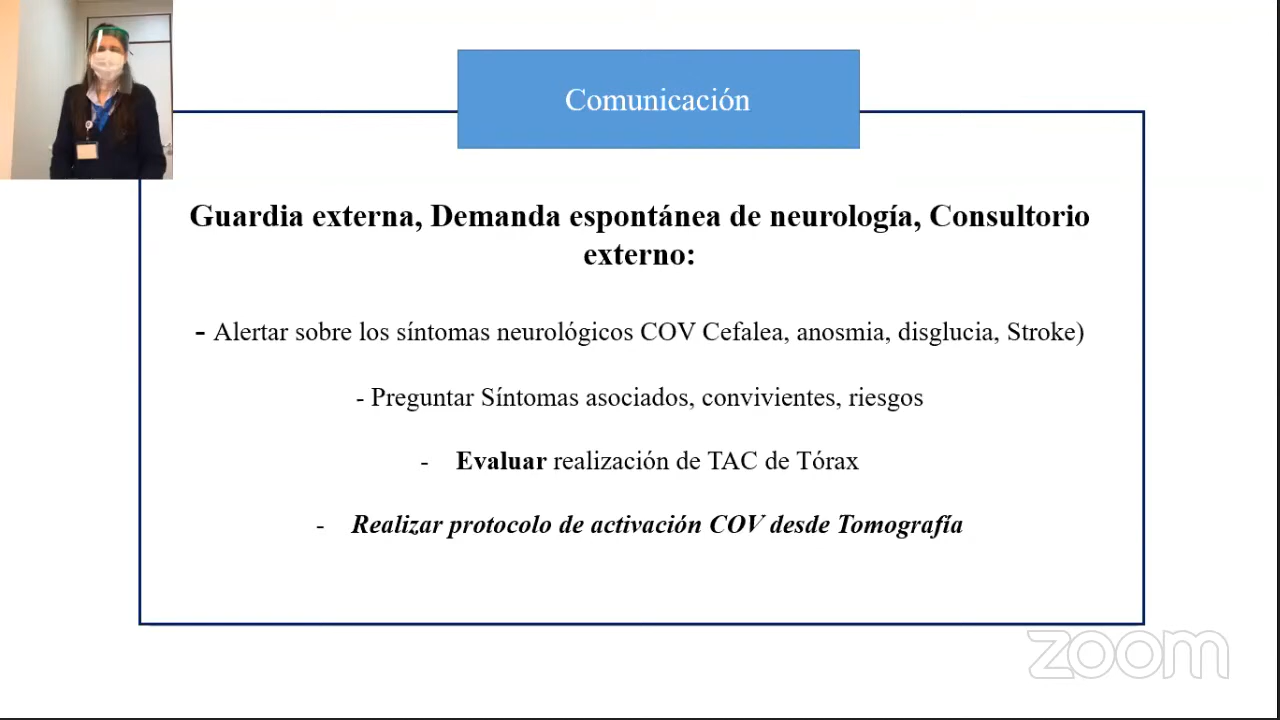 Comunicación
Guardia externa, Demanda espontánea de neurología, Consultorio
externo:
- Alertar sobre los síntomas neurológicos COV Cefalea, anosmia, disglucia, Stroke)
- Preguntar Síntomas asociados, convivientes, riesgos
- Evaluar realización de TAC de Tórax
- Realizar protocolo de activación COV desde Tomografía
zoom